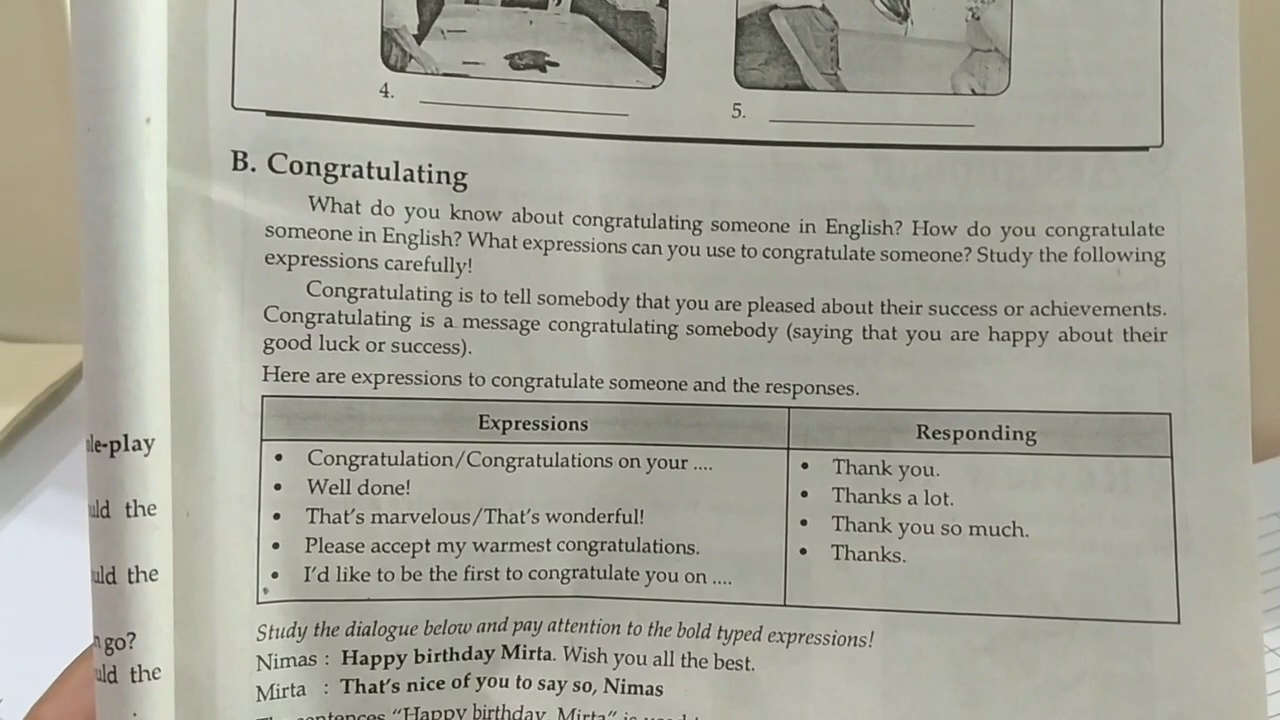 4.
5.
B. Congratulating
What do you know about congratulating someone in English? How do you congratulate
someone in English? What expressions can you use to congratulate someone? Study the following
expressions carefully!
Congratulating is to tell somebody that you are pleased about their success or achievements.
Congratulating is a message congratulating somebody (saying that you are happy about their
good luck or success).
Here are expressions to congratulate someone and the responses.
Expressions
• Congratulation/Congratulations on your ....
• Well done!
• That's marvelous/That's wonderful!
• Please accept my warmest congratulations.
• I'd like to be the first to congratulate you on ....
Responding
• Thank you.
• Thanks a lot.
• Thank you so much.
• Thanks.
Study the dialogue below and pay attention to the bold typed expressions!
Nimas : Happy birthday Mirta. Wish you all the best.
Mirta : That's nice of you to say so, Nimas
sentences "Happy birthday, Mirta" is
the
the
go?
the